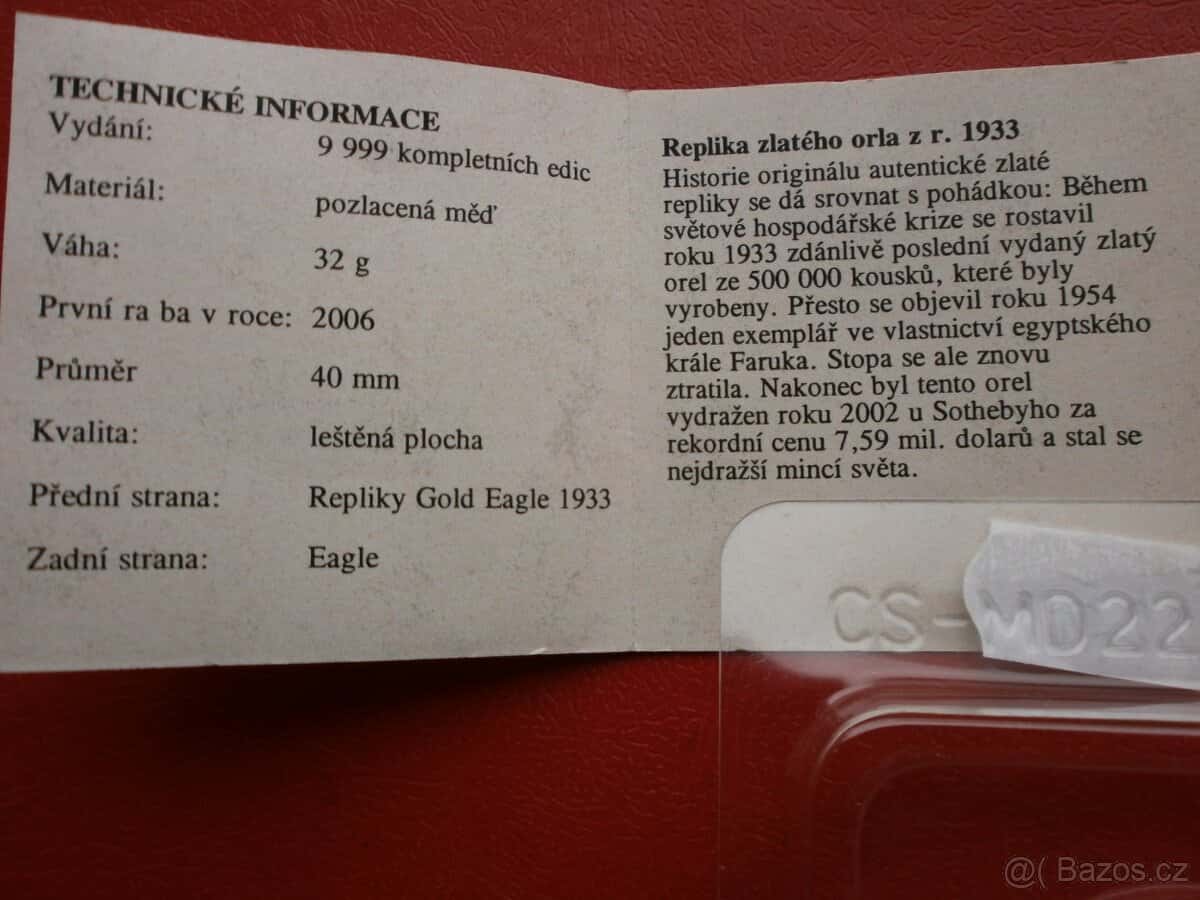 TECHNICKÉ INFORMACE
Vydání: 9 999 kompletních edic
Materiál: pozlacená měď
Váha: 32 g
První ra ba v roce: 2006
Průměr 40 mm
Kvalita: leštěná plocha
Přední strana: Repliky Gold Eagle 1933
Zadní strana: Eagle
Replika zlatého orla z r. 1933
Historie originálu autentické zlaté
repliky se dá srovnat s pohádkou: Během
světové hospodářské krize se rostavil
roku 1933 zdánlivě poslední vydaný zlatý
orel ze 500 000 kousků, které byly
vyrobeny. Přesto se objevil roku 1954
jeden exemplář ve vlastnictví egyptského
krále Faruka. Stopa se ale znovu
ztratila. Nakonec byl tento orel
vydražen roku 2002 u Sothebyho za
rekordní cenu 7,59 mil. dolarů a stal se
nejdražší mincí světa.
CS-MD22
@( Bazos.cz